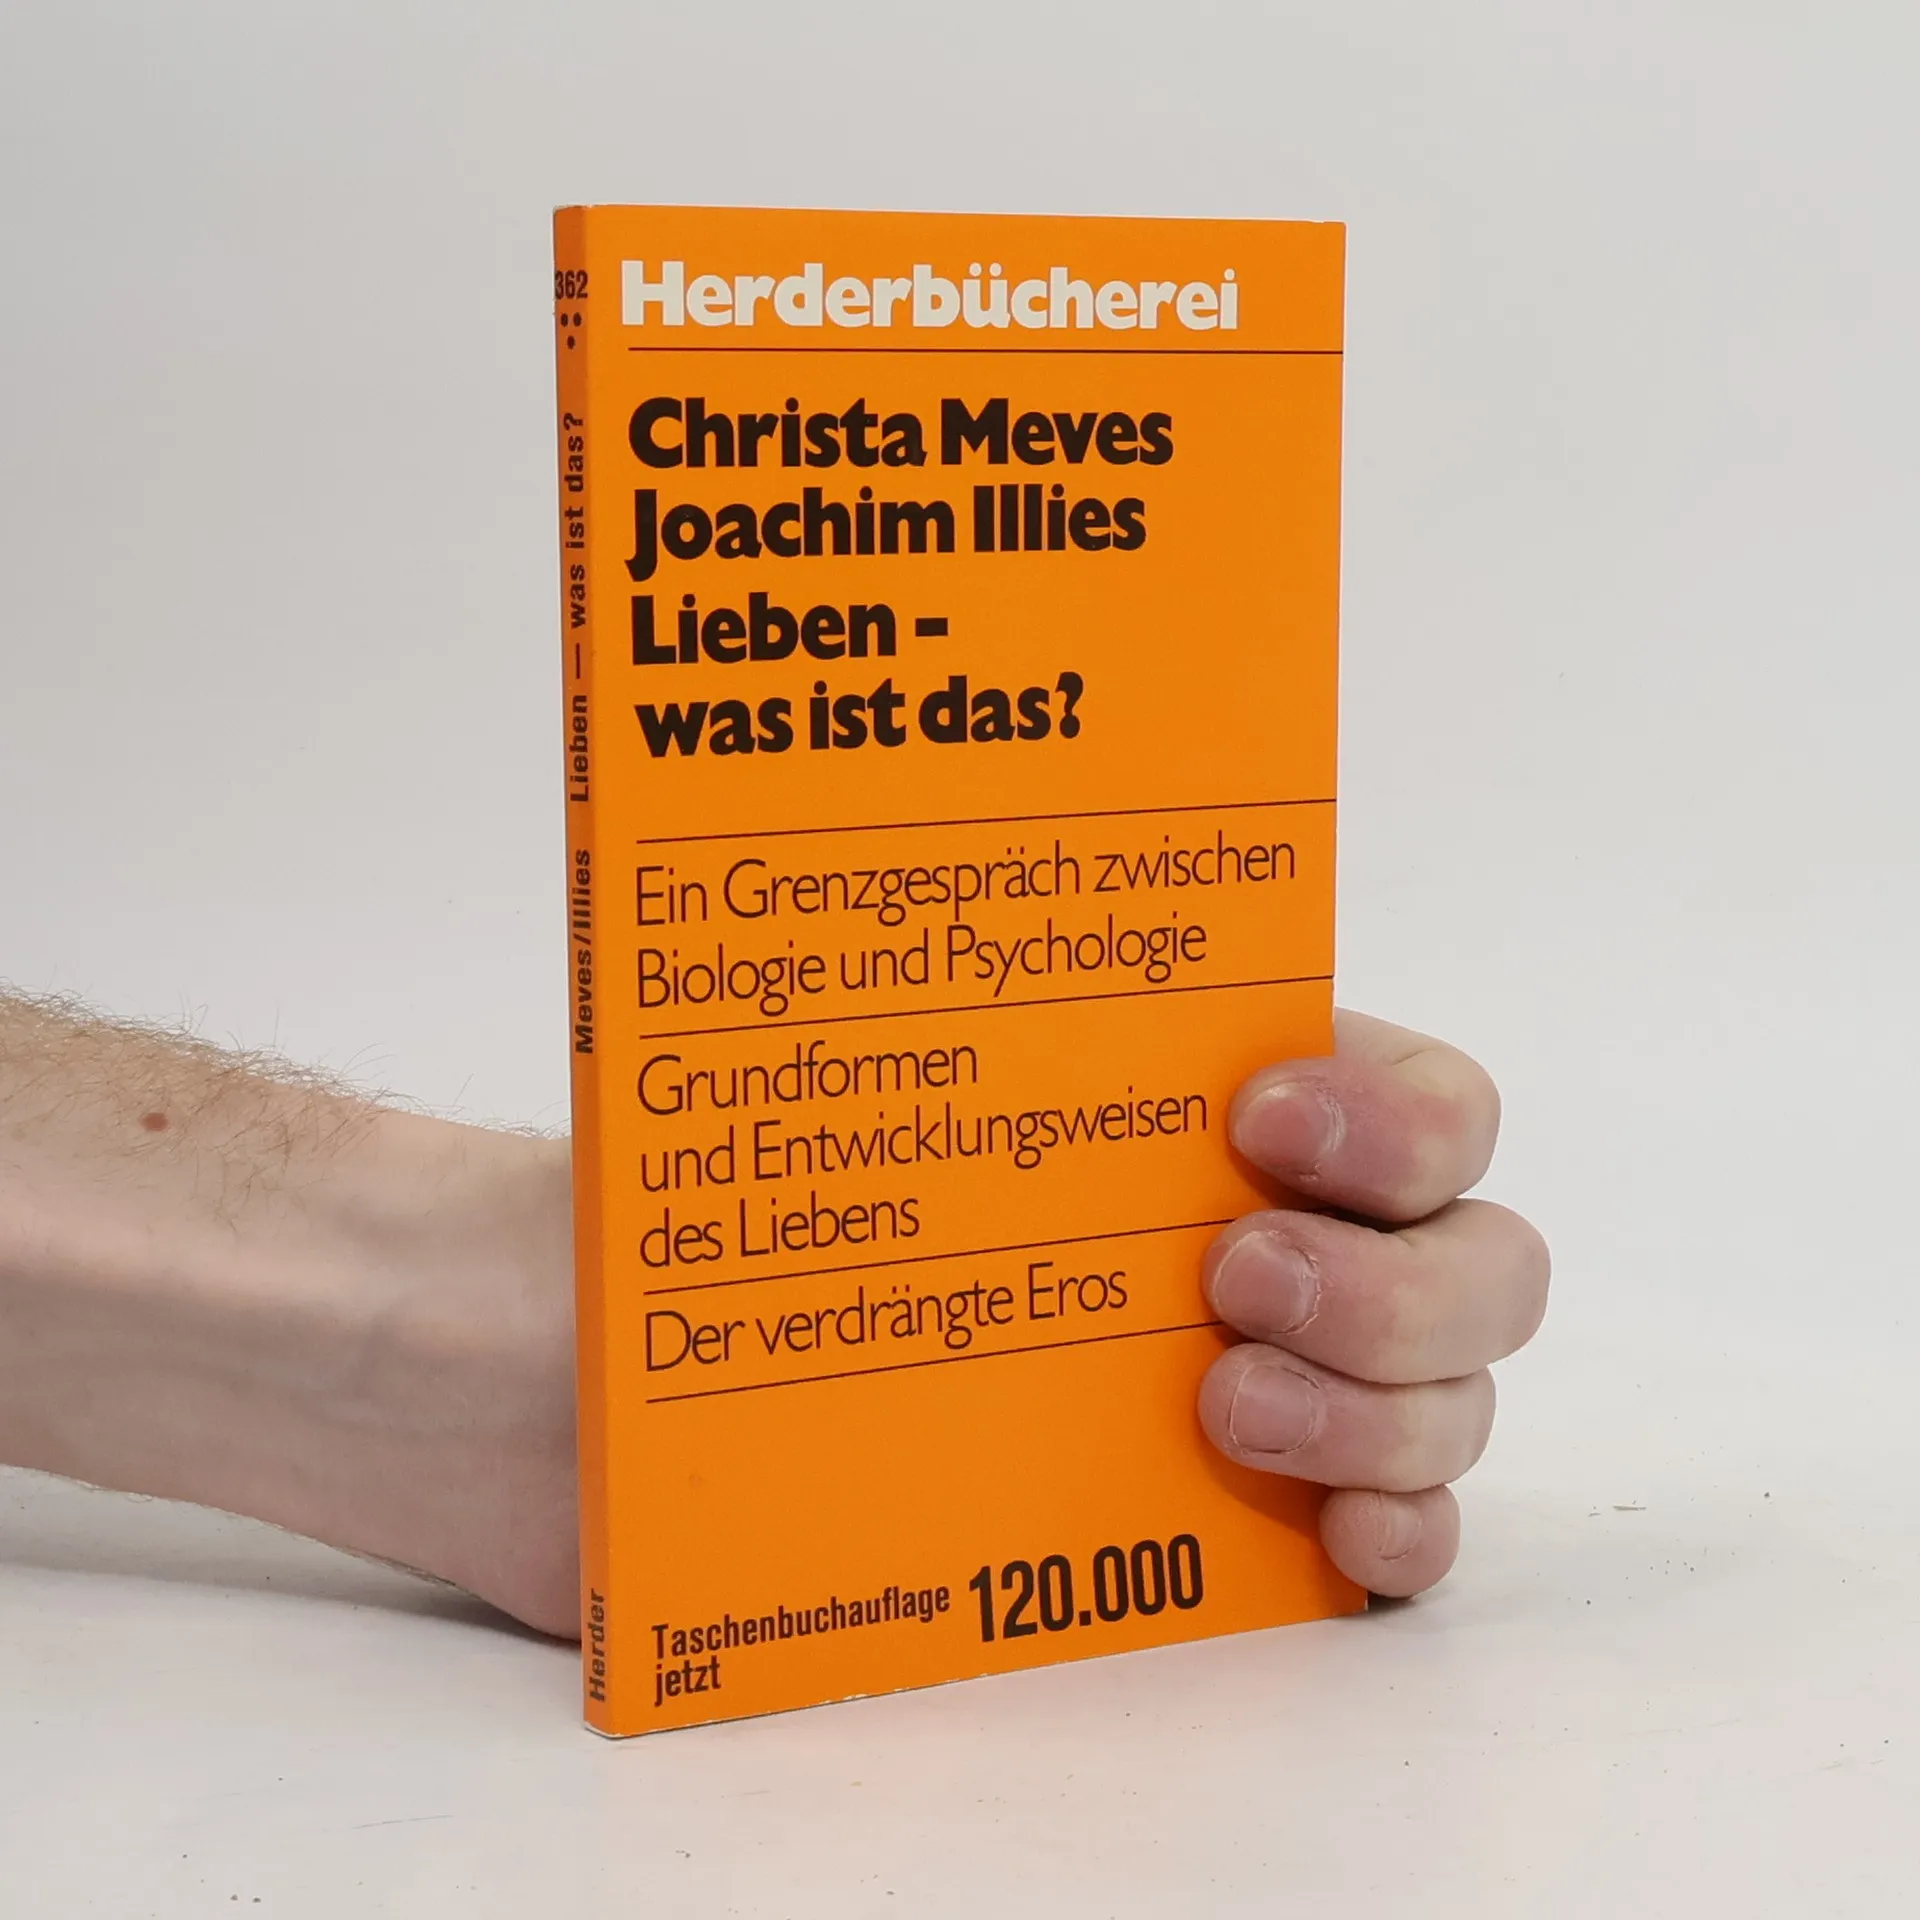 Herderbücherei
Christa Meves
Joachim Illies
Lieben -
was ist das?
Ein Grenzgespräch zwischen
Biologie und Psychologie
Grundformen
und Entwicklungsweisen
des Liebens
Der verdrängte Eros
Taschenbuchauflage 120.000
jetzt
362
Meves/Illies Lieben — was ist das?
Herder